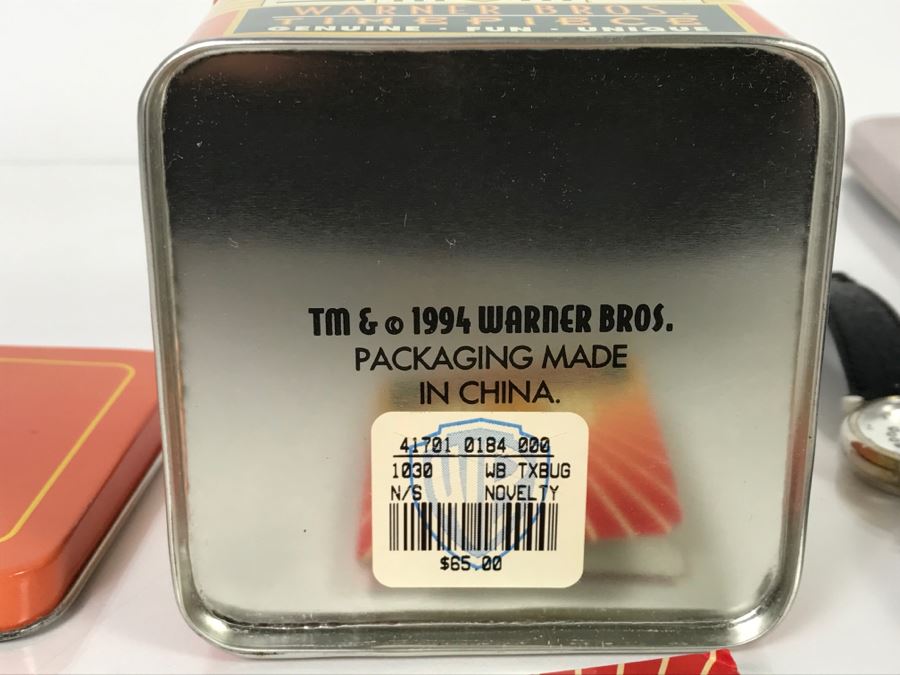 WARNER BROS.
TIMEPIECE
GENUINE · FUN · UNIQUE
TM & © 1994 WARNER BROS.
PACKAGING MADE
IN CHINA.
41701 0184 000
1030 WB TXBUG
N/S NOVELTY
$65.00